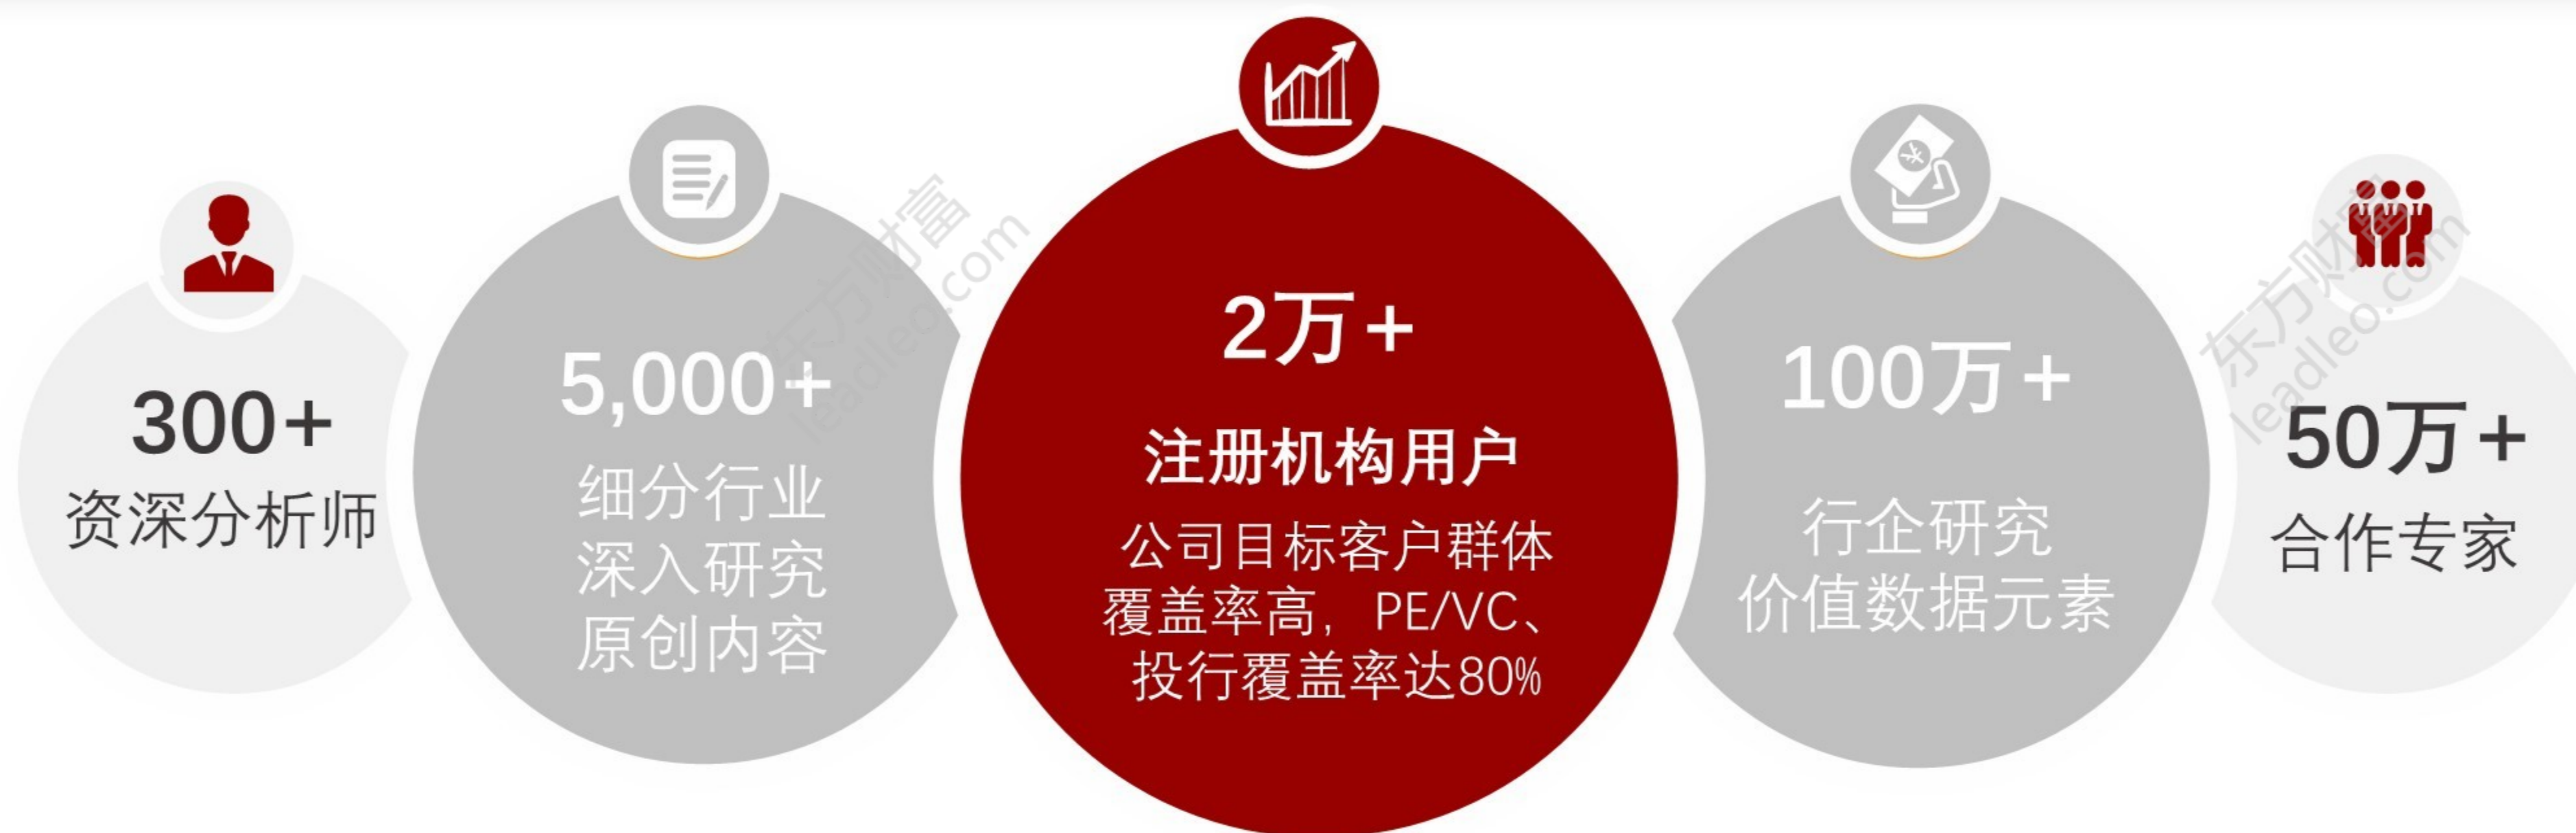 300+
资深分析师
5,000+
细分行业
深入研究
原创内容
2万+
注册机构用户
公司目标客户群体
覆盖率高，PE/VC、
投行覆盖率达80%
100万+
行企研究
价值数据元素
50万+
合作专家
东方财富
leadleo.com
东方财富
leadleo.com